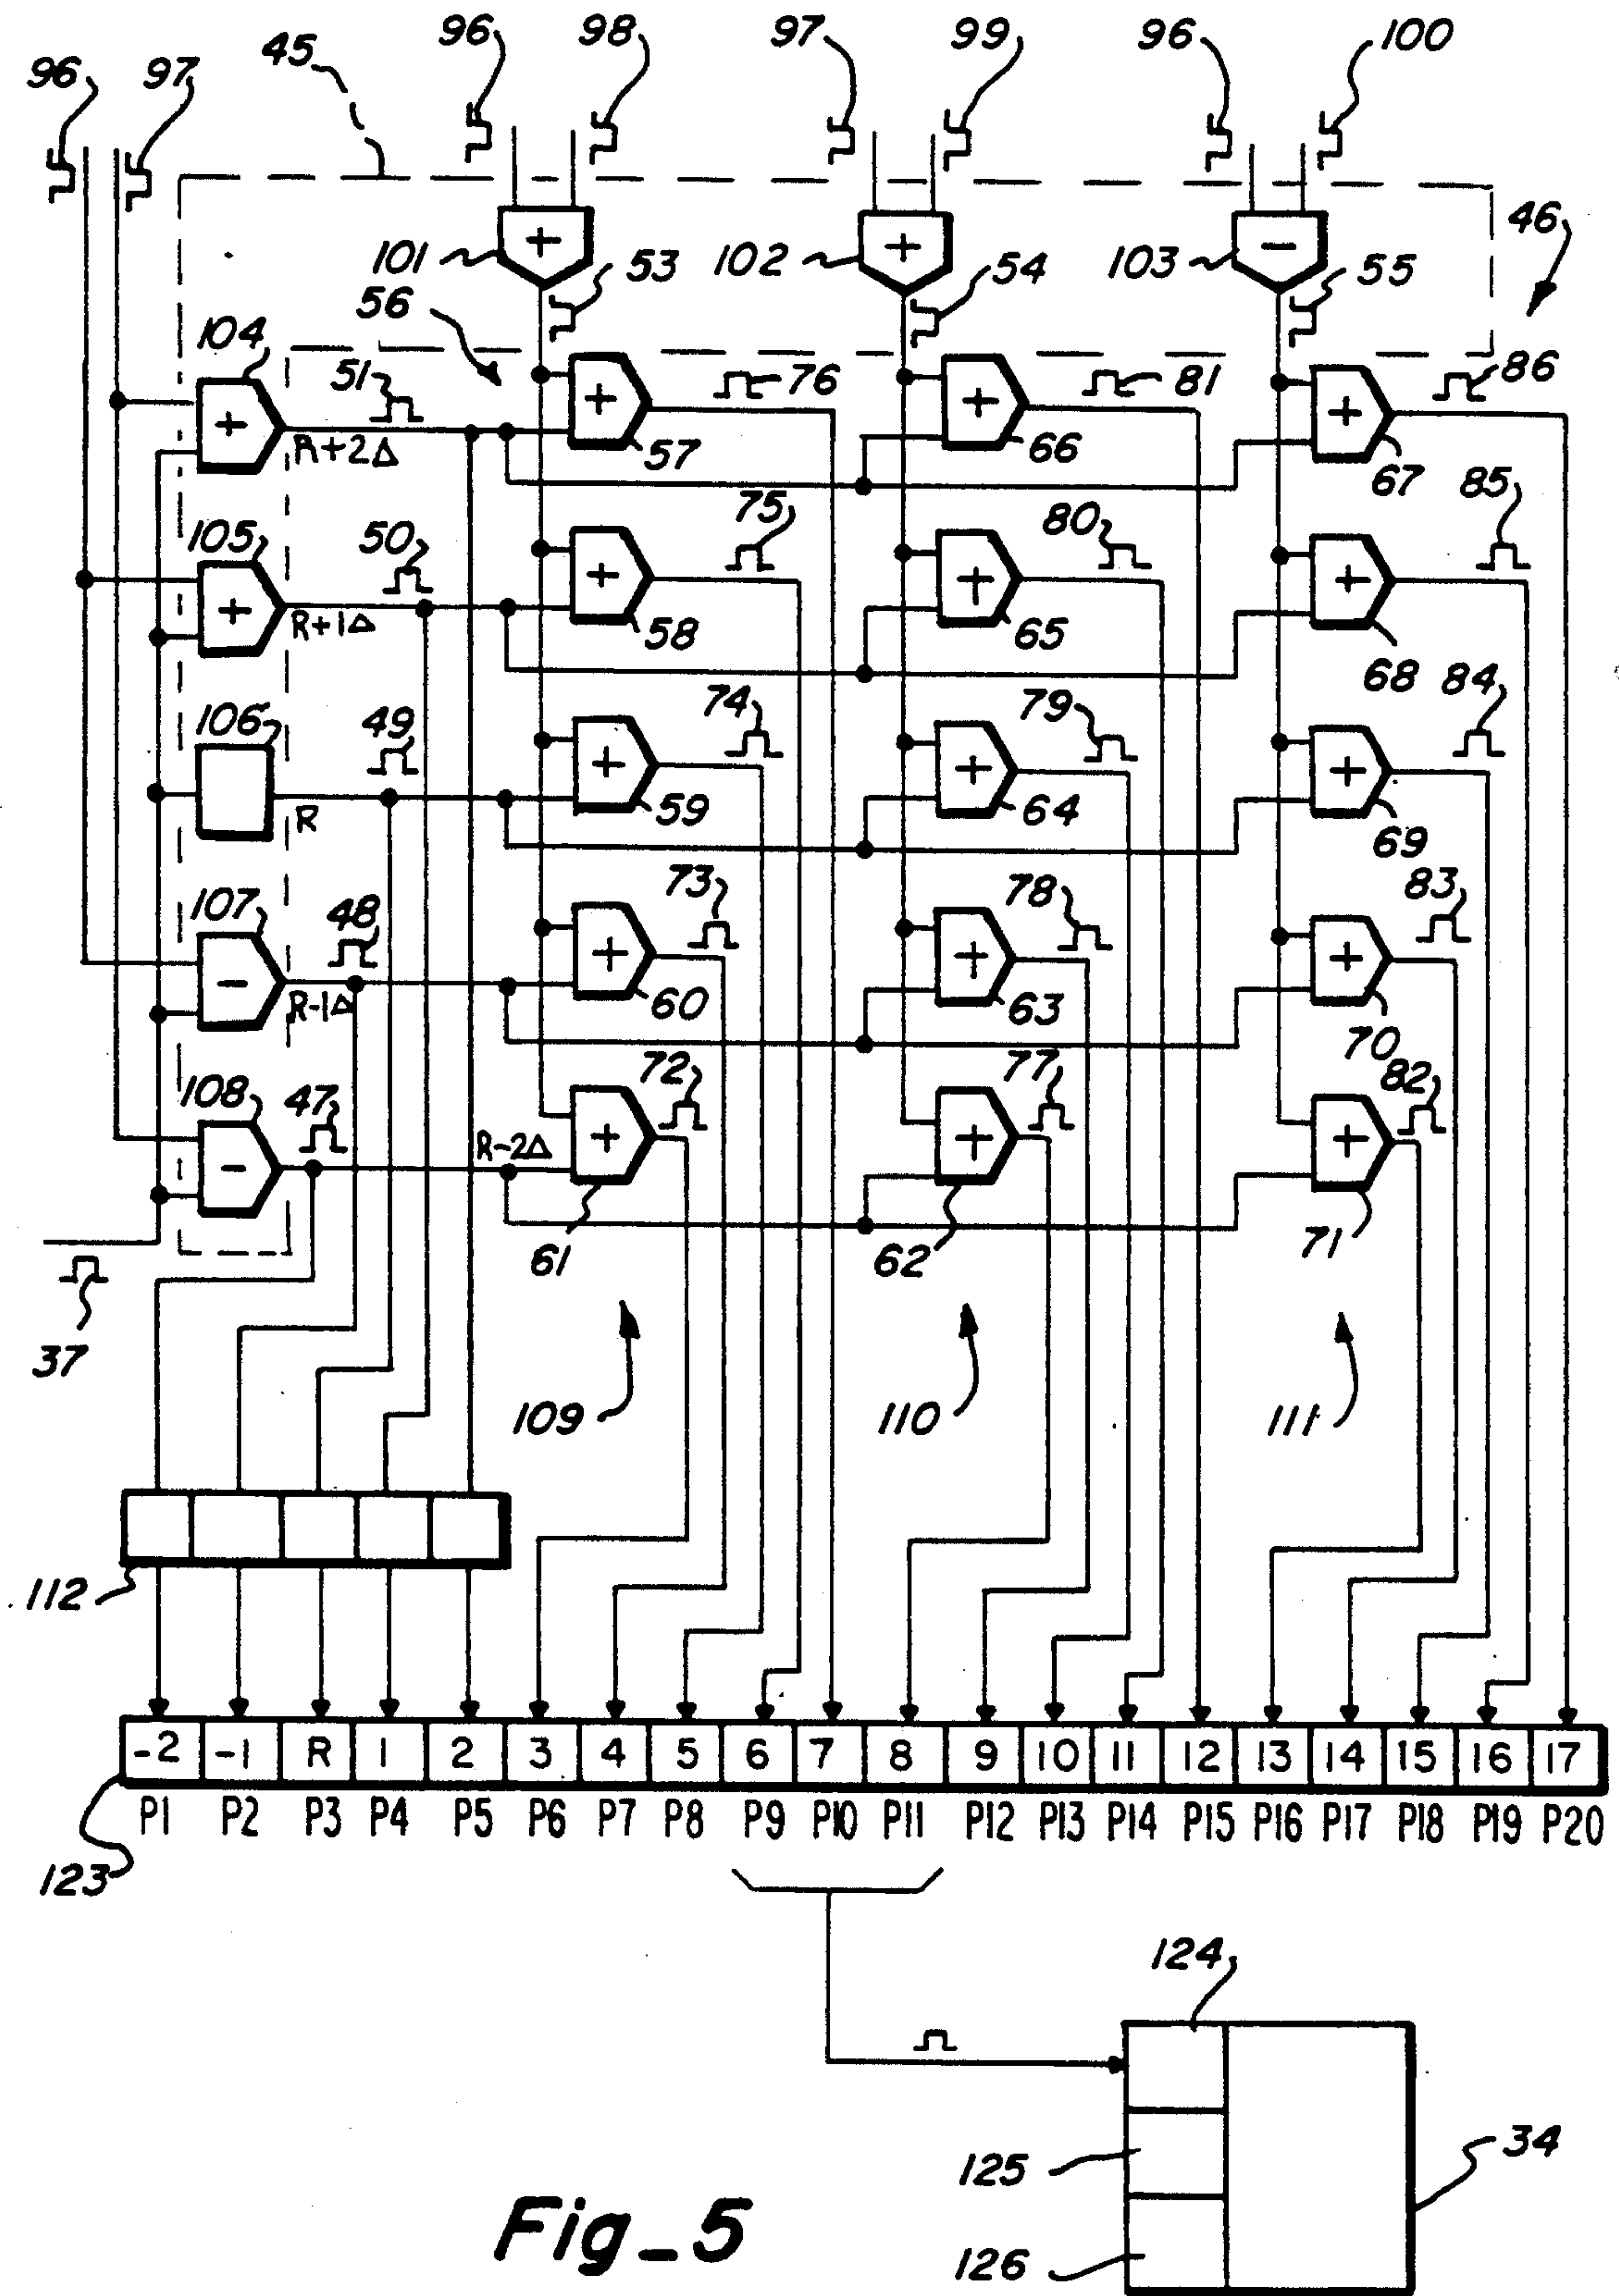 96 98 97 99 96 100
45
96 97
46
+ + -
101 53 102 54 103 55
56
104 51 76 81 86
+ R+2Δ + + +
57 66 67
105 50 75 80 85
+ R+1Δ + + +
58 65 68
106 49 74 79 84
R + + +
59 64 69
107 48 73 78 83
- R-1Δ + + +
60 63 70
108 47 72 77 82
- R-2Δ + + +
61 62 71
37
109 110 111
112
-2 -1 R 1 2 3 4 5 6 7 8 9 10 11 12 13 14 15 16 17
P1 P2 P3 P4 P5 P6 P7 P8 P9 P10 P11 P12 P13 P14 P15 P16 P17 P18 P19 P20
123
124
34
125
126
Fig_5